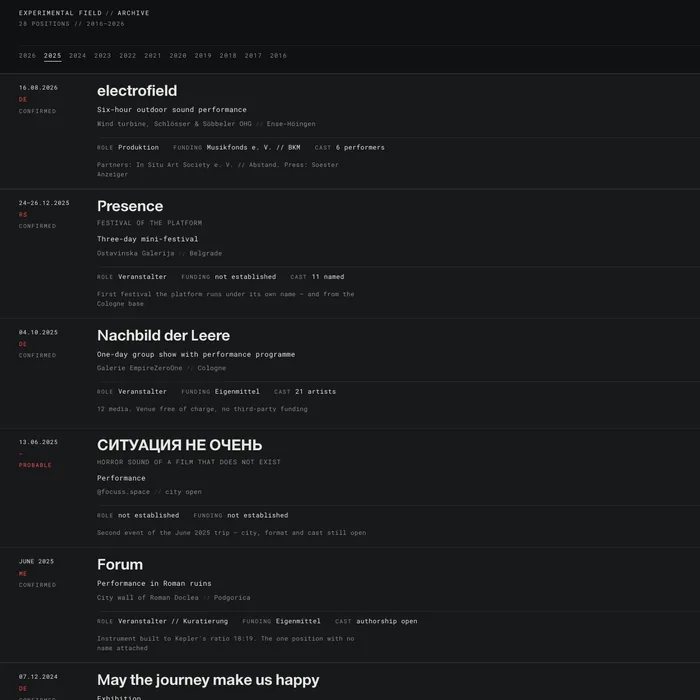 EXPERIMENTAL FIELD // ARCHIVE
28 POSITIONS // 2016—2026
2026 2025 2024 2023 2022 2021 2020 2019 2018 2017 2016
16.08.2026
DE
CONFIRMED
electrofield
Six-hour outdoor sound performance
Wind turbine, Schlösser & Söbbeler OHG // Ense-Höingen
ROLE Produktion FUNDING Musikfonds e. V. // BKM CAST 6 performers
Partners: In Situ Art Society e. V. // Abstand. Press: Soester
Anzeiger
24—26.12.2025
RS
CONFIRMED
Presence
FESTIVAL OF THE PLATFORM
Three-day mini-festival
Ostavinska Galerija // Belgrade
ROLE Veranstalter FUNDING not established CAST 11 named
First festival the platform runs under its own name — and from the
Cologne base
04.10.2025
DE
CONFIRMED
Nachbild der Leere
One-day group show with performance programme
Galerie EmpireZeroOne // Cologne
ROLE Veranstalter FUNDING Eigenmittel CAST 21 artists
12 media. Venue free of charge, no third-party funding
13.06.2025
—
PROBABLE
СИТУАЦИЯ НЕ ОЧЕНЬ
HORROR SOUND OF A FILM THAT DOES NOT EXIST
Performance
@focuss.space // city open
ROLE not established FUNDING not established
Second event of the June 2025 trip — city, format and cast still open
JUNE 2025
ME
CONFIRMED
Forum
Performance in Roman ruins
City wall of Roman Doclea // Podgorica
ROLE Veranstalter // Kuratierung FUNDING Eigenmittel CAST authorship open
Instrument built to Kepler's ratio 18:19. The one position with no
name attached
07.12.2024
DE
CONFIRMED
May the journey make us happy
Exhibition